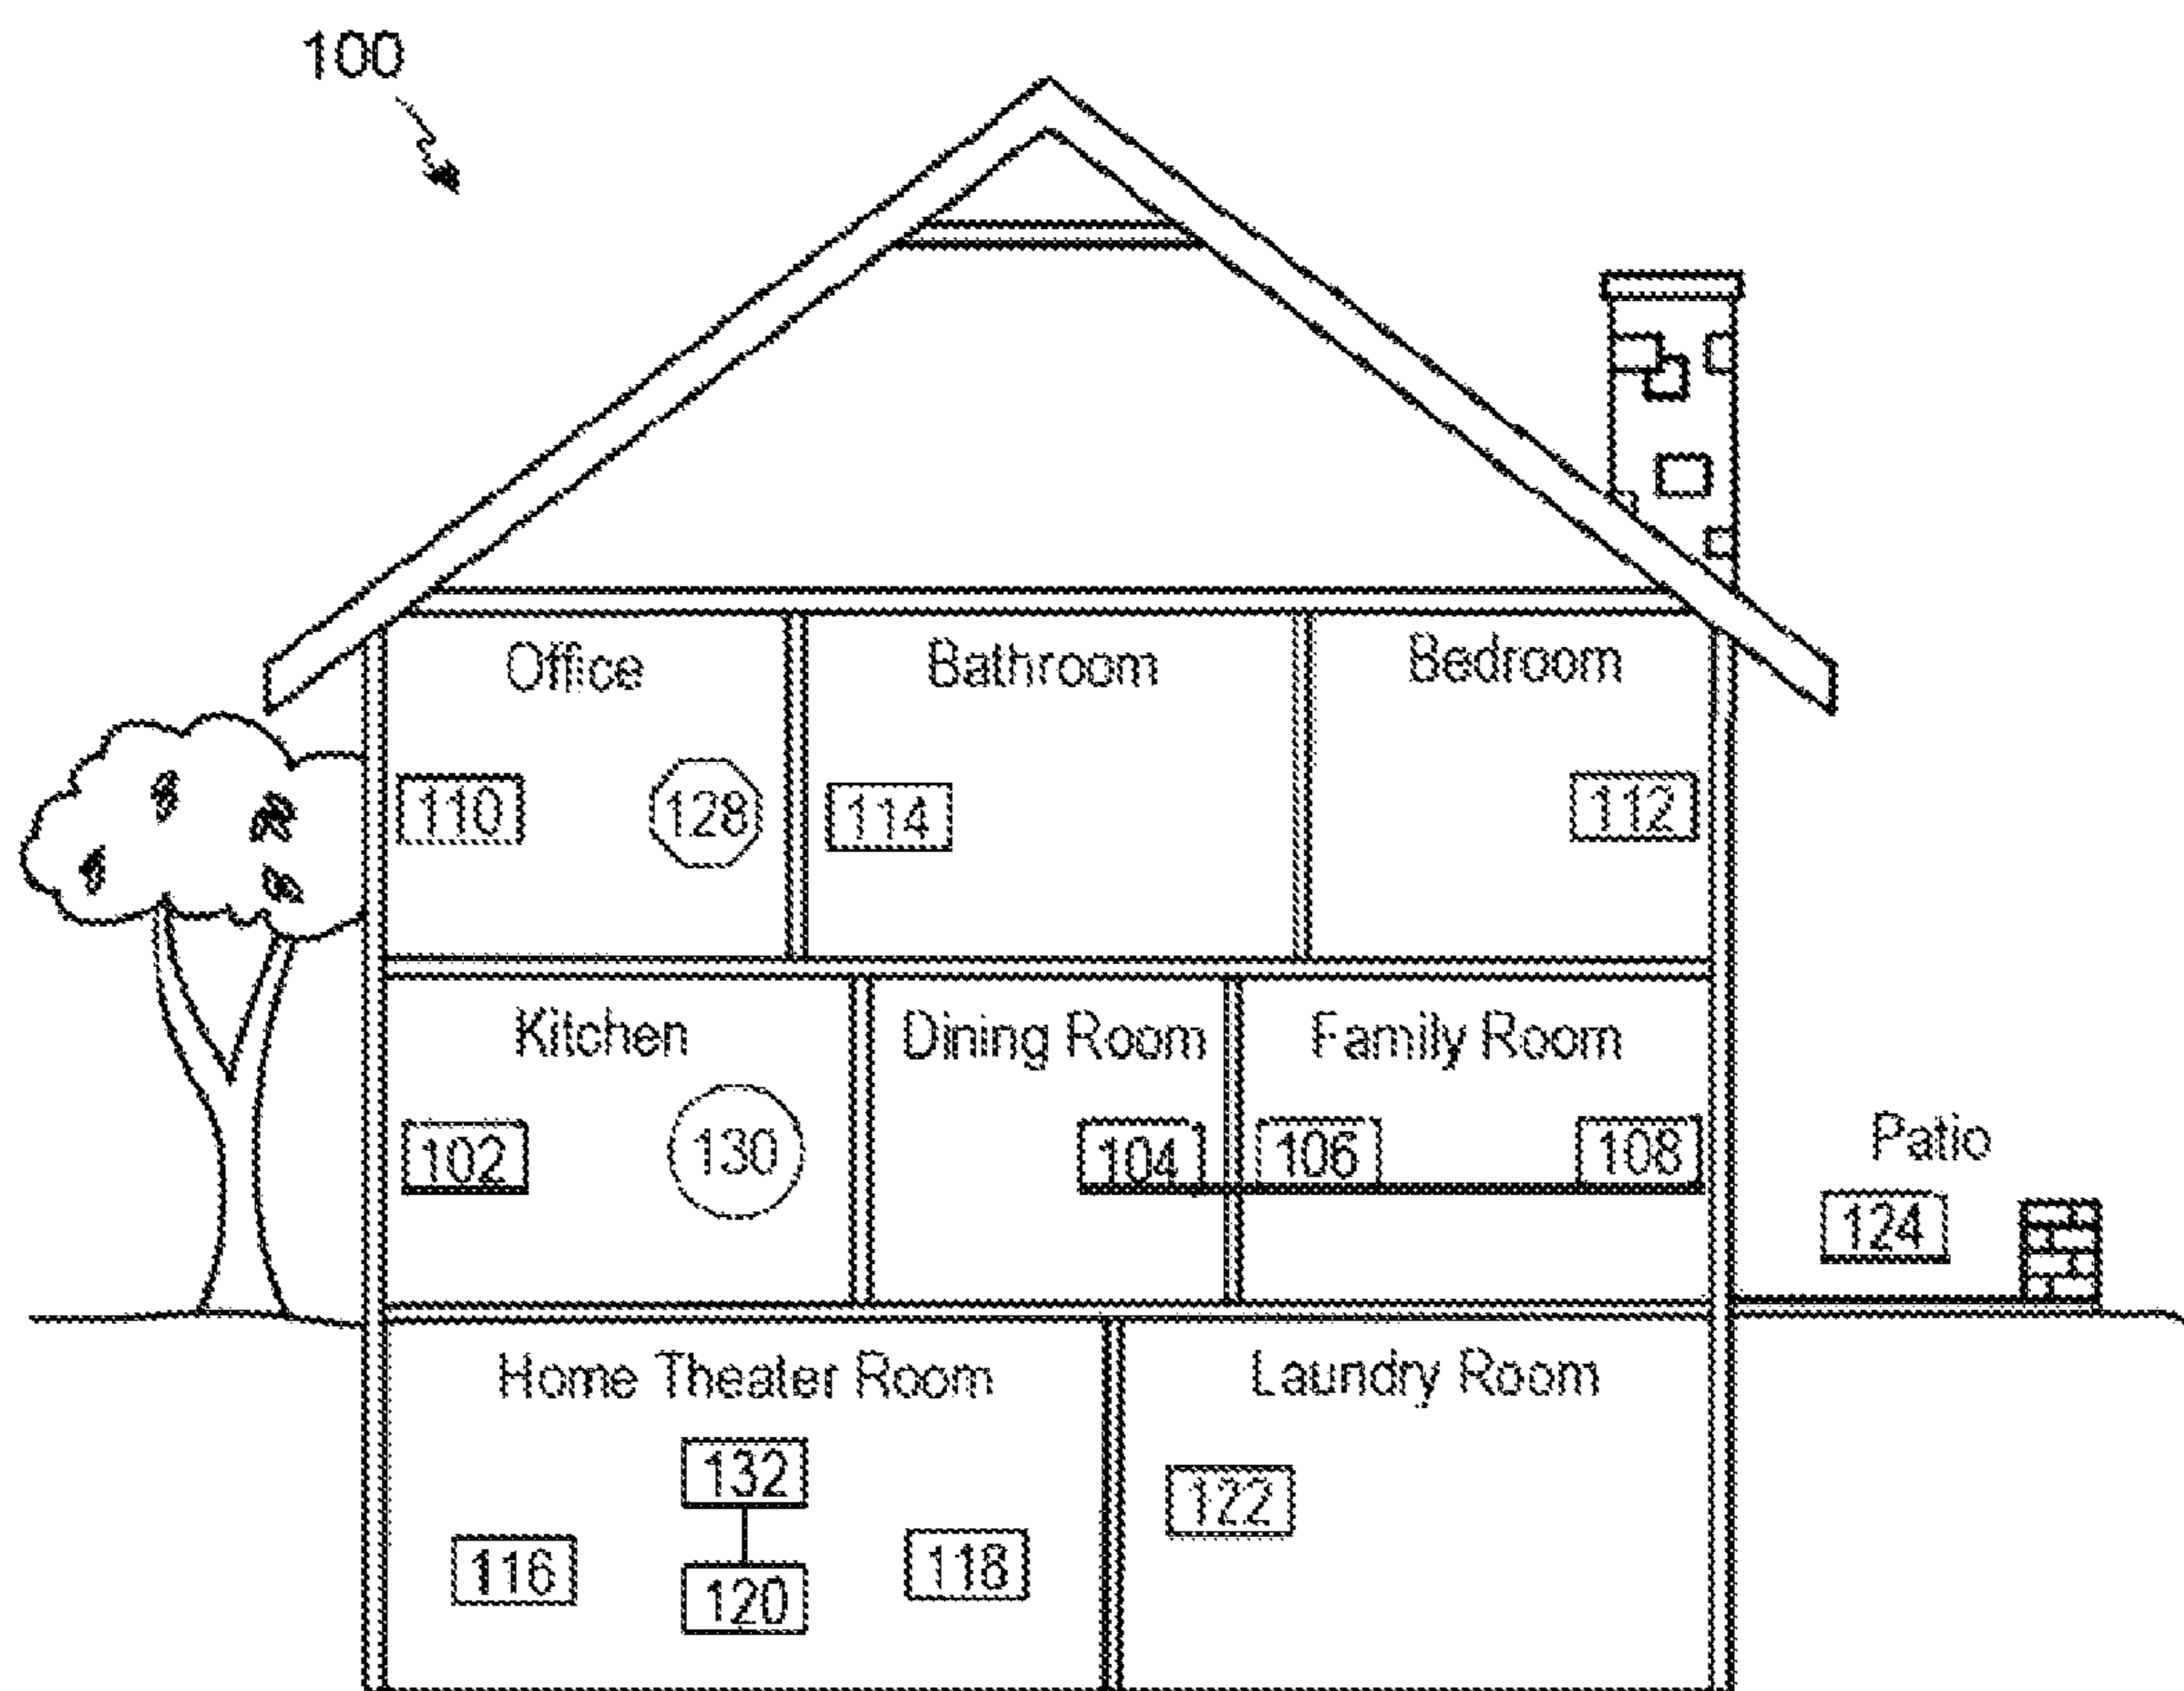 100
Office Bathroom Bedroom
110 128 114 112
Kitchen Dining Room Family Room
102 130 104 106 108
Patio
124
Home Theater Room Laundry Room
132
122
116 120 118